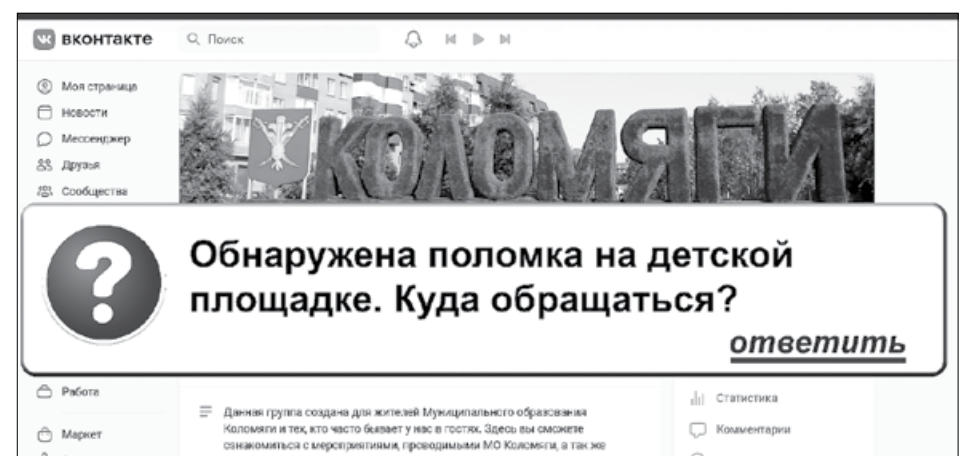 вконтакте
Поиск
Моя страница
Новости
Мессенджер
Друзья
Сообщества
КОЛОМЯГИ
Обнаружена поломка на детской
площадке. Куда обращаться?
ответить
Работа
Маркет
Данная группа создана для жителей Муниципального образования
Коломяги и тех, кто часто бывает у нас в гостях. Здесь вы сможете
ознакомиться с мероприятиями, проводимыми МО Коломяги, а так же
Статистика
Комментарии